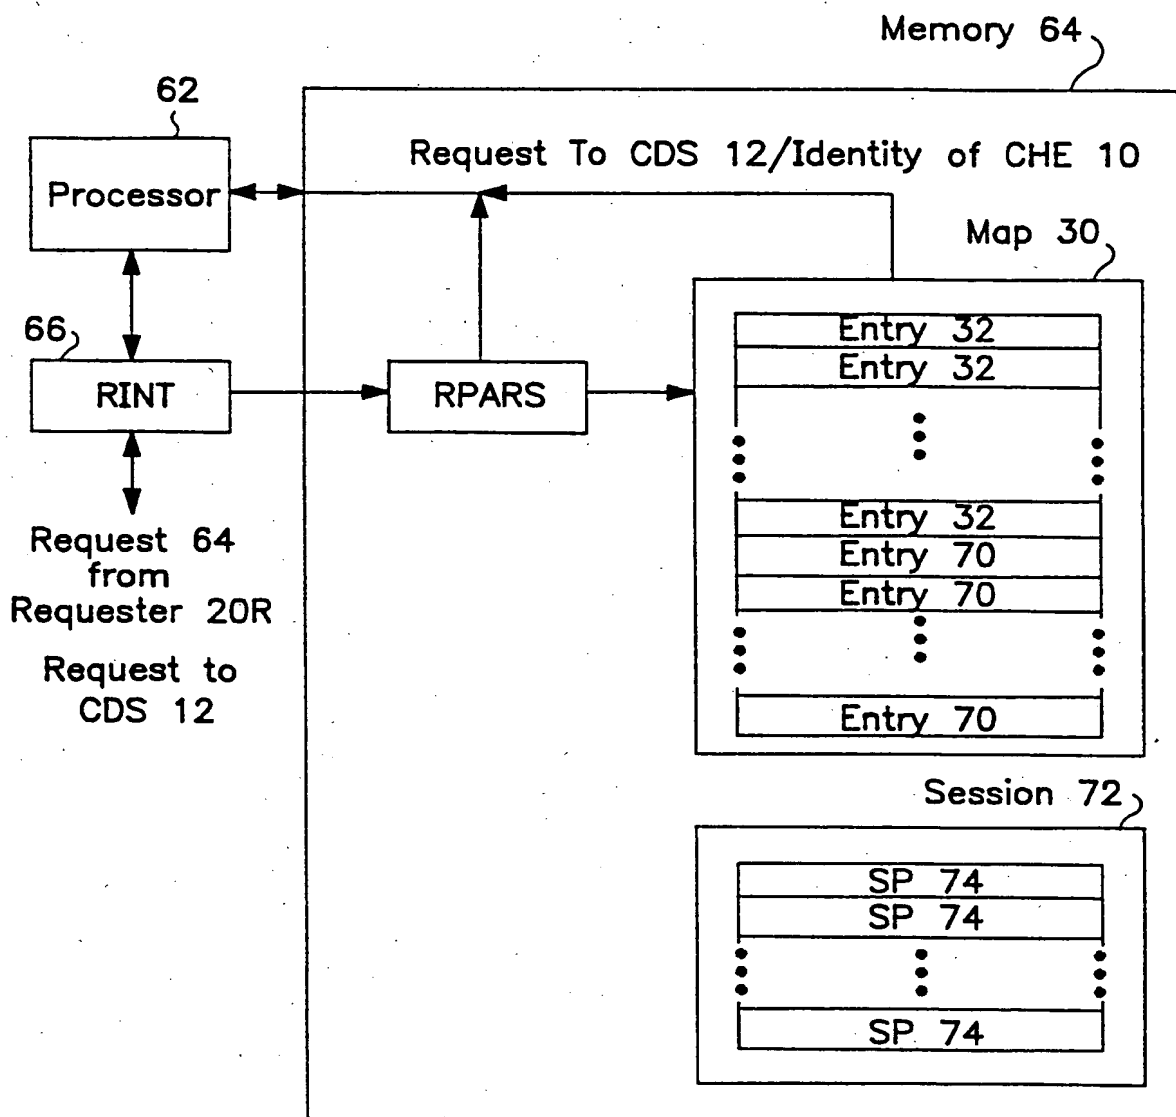 Memory 64
62
Processor
Request To CDS 12/Identity of CHE 10
Map 30
66
RINT
RPARS
Entry 32
Entry 32
Entry 32
Entry 70
Entry 70
Entry 70
Request 64
from
Requester 20R
Request to
CDS 12
Session 72
SP 74
SP 74
SP 74